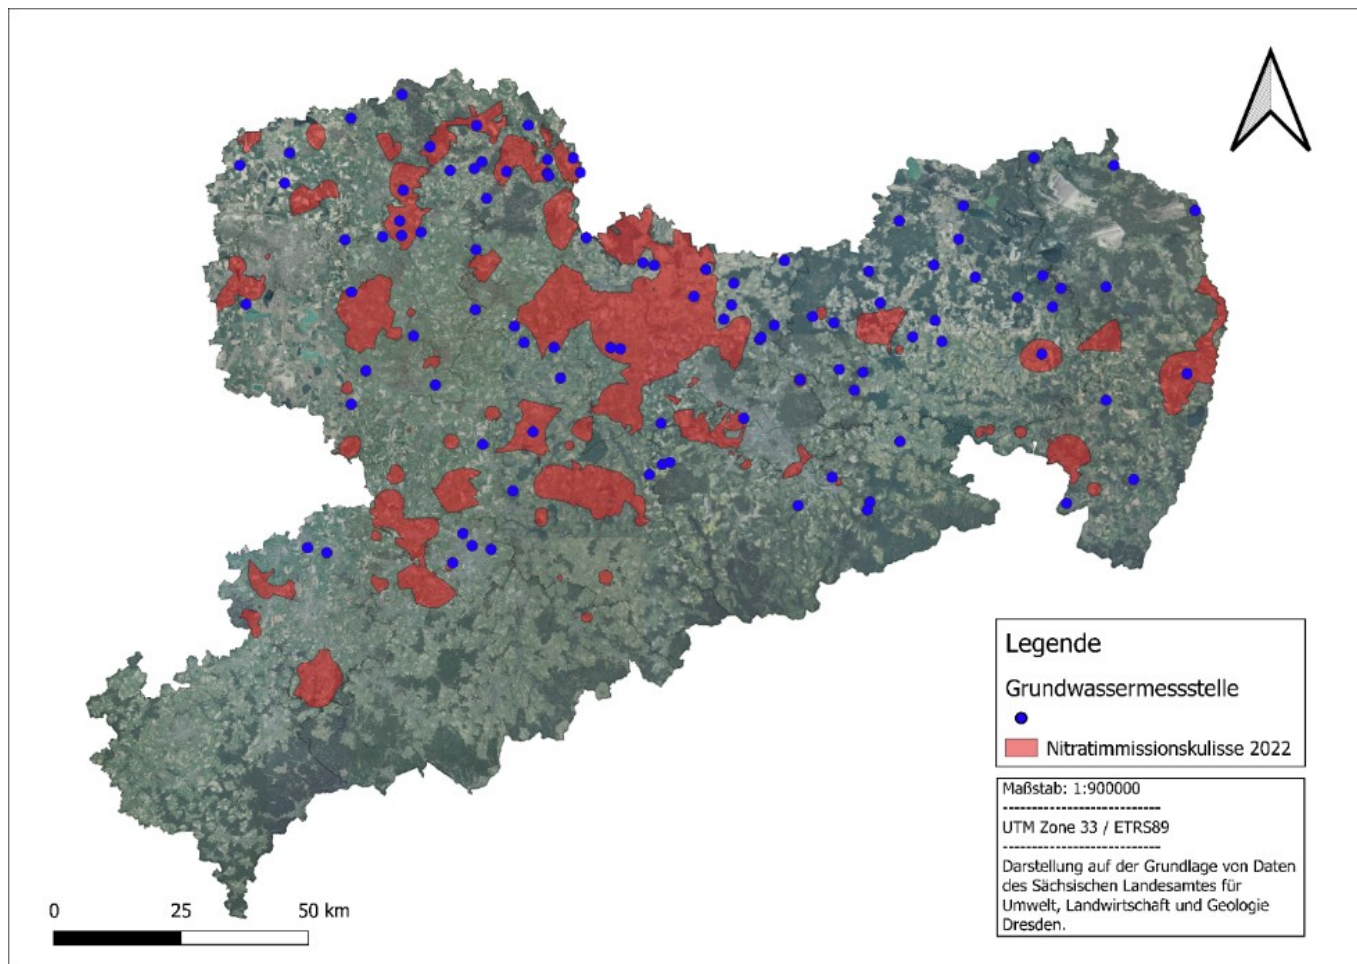 Legende
Grundwassermessstelle
Nitratimmissionskulisse 2022
Maßstab: 1:900000
---------------------------
UTM Zone 33 / ETRS89
---------------------------
Darstellung auf der Grundlage von Daten
des Sächsischen Landesamtes für
Umwelt, Landwirtschaft und Geologie
Dresden.
0 25 50 km